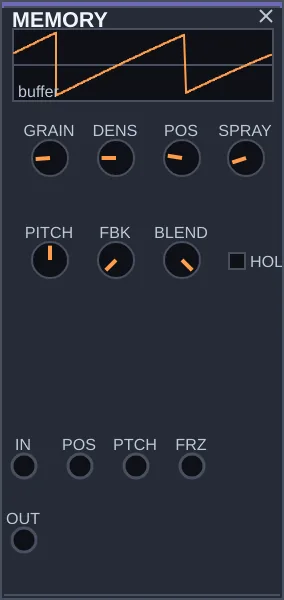 MEMORY
buffer
GRAIN DENS POS SPRAY
PITCH FBK BLEND
HOL
IN POS PTCH FRZ
OUT